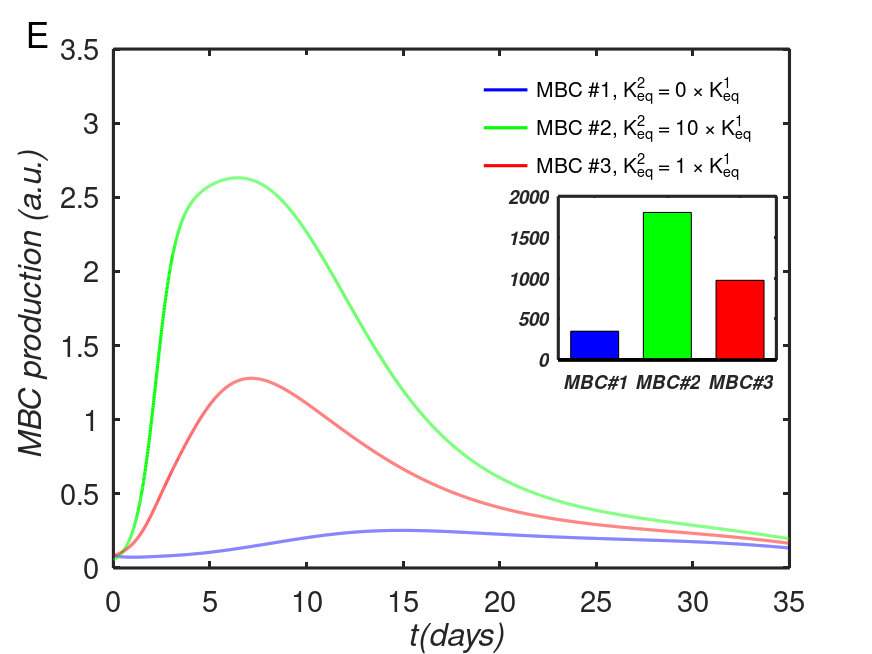 E
3.5
3
2.5
2
1.5
1
0.5
0
MBC production (a.u.)
0 5 10 15 20 25 30 35
t(days)
MBC #1, K²eq = 0 × K¹eq
MBC #2, K²eq = 10 × K¹eq
MBC #3, K²eq = 1 × K¹eq
2000
1500
1000
500
0
MBC#1 MBC#2 MBC#3